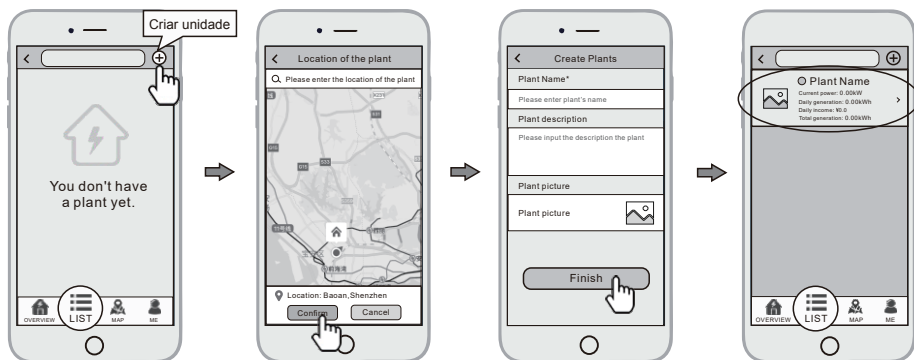 Criar unidade
You don't have
a plant yet.
OVERVIEW
LIST
MAP
ME
Location of the plant
Please enter the location of the plant
前海湾
Location: Baoan,Shenzhen
Confirm
Cancel
Create Plants
Plant Name*
Please enter plant's name
Plant description
Please input the description the plant
Plant picture
Plant picture
Finish
Plant Name
Current power: 0.00kW
Daily generation: 0.00kWh
Daily income: ¥0.0
Total generation: 0.00kWh
OVERVIEW
LIST
MAP
ME